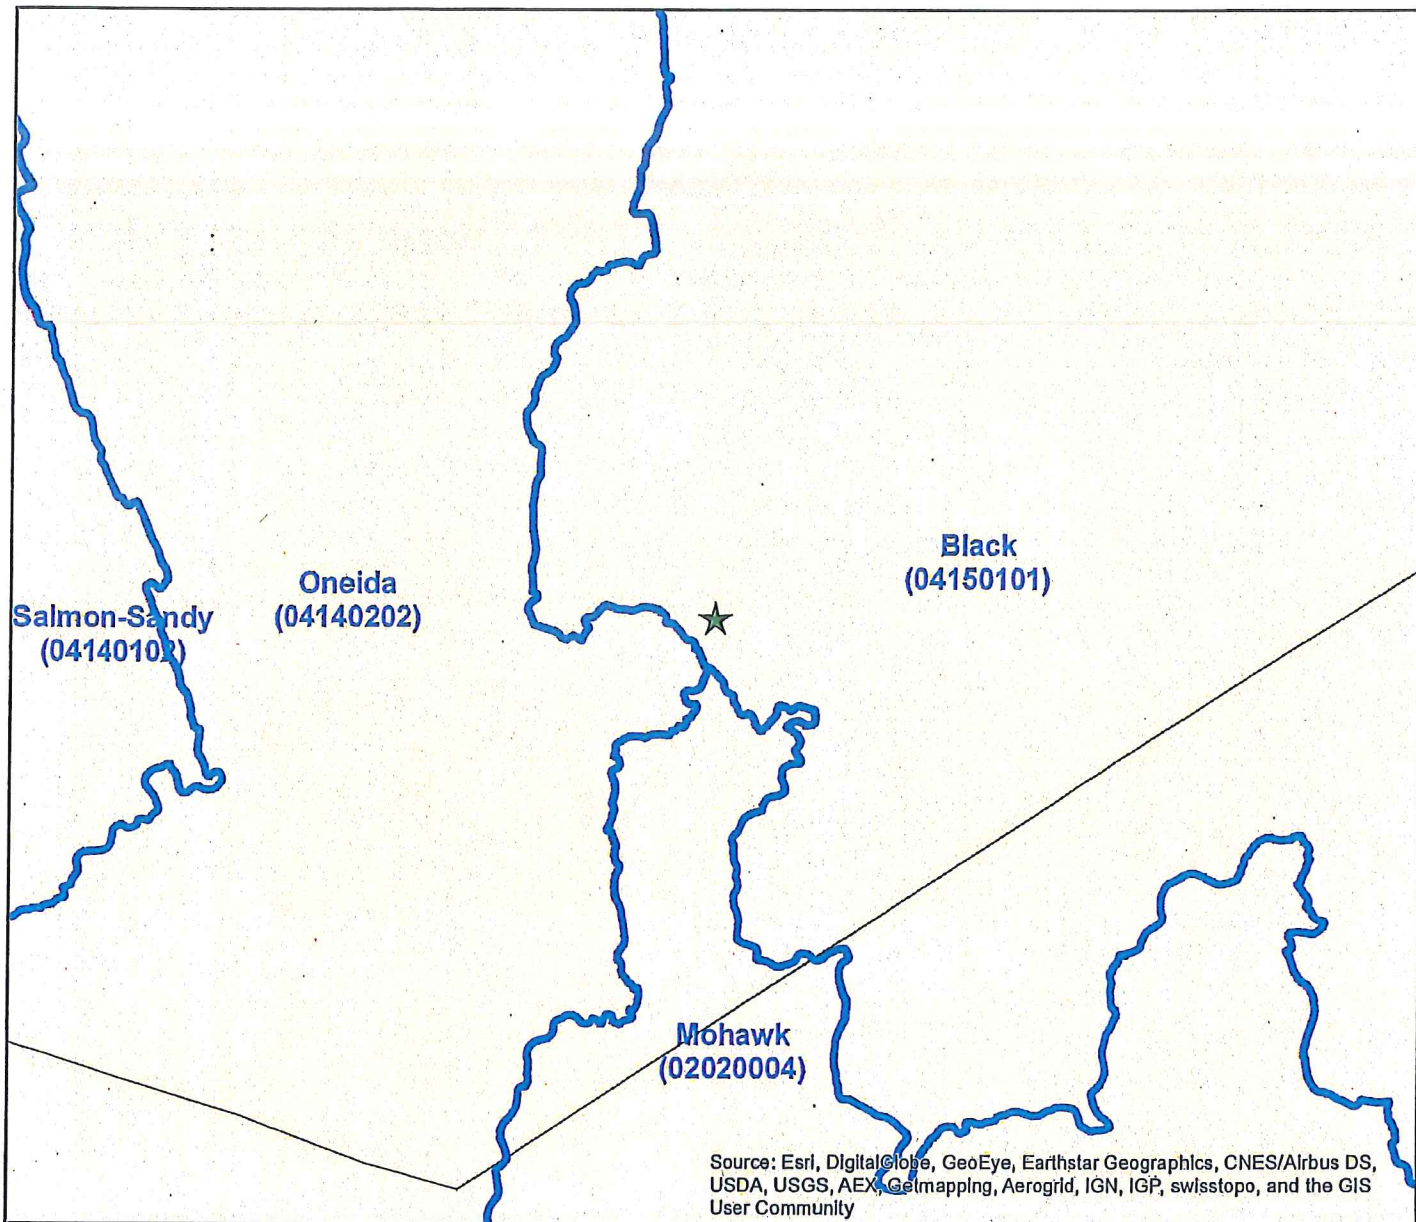 Black
(04150101)
Oneida
(04140202)
Salmon-Sandy
(04140102)
Mohawk
(02020004)
Source: Esri, DigitalGlobe, GeoEye, Earthstar Geographics, CNES/Airbus DS,
USDA, USGS, AEX, Getmapping, Aerogrid, IGN, IGP, swisstopo, and the GIS
User Community